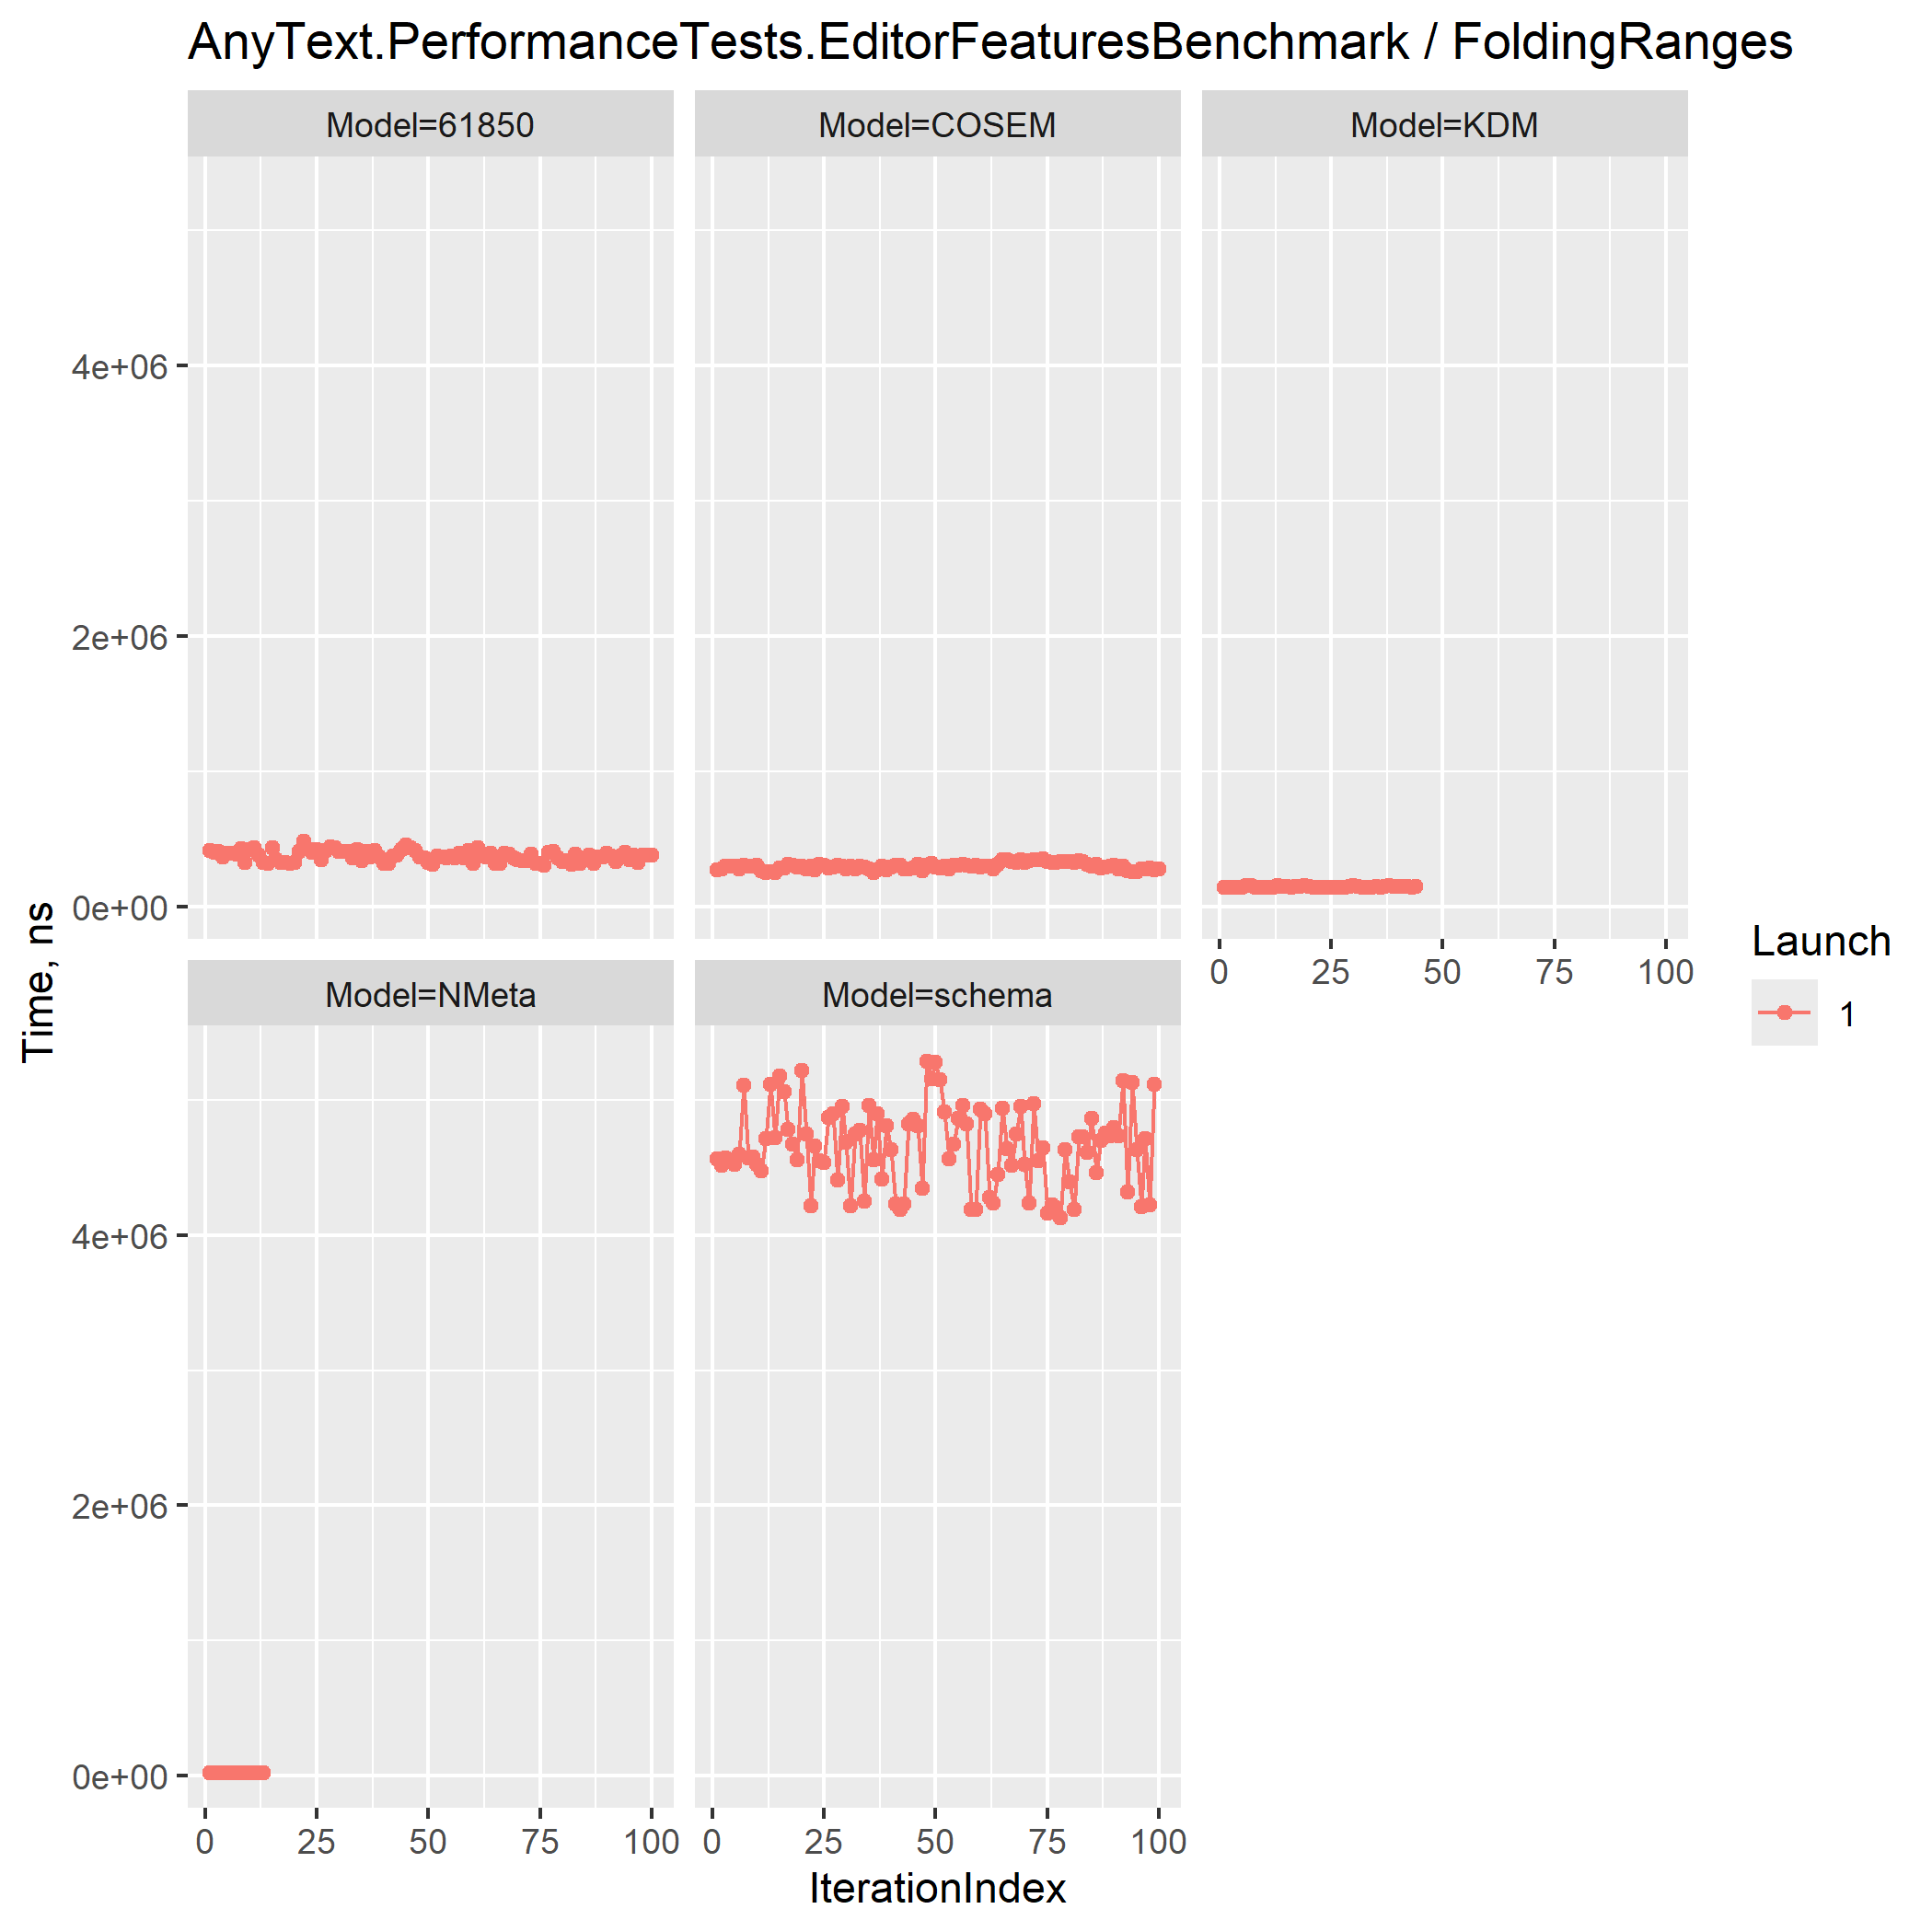 AnyText.PerformanceTests.EditorFeaturesBenchmark / FoldingRanges
Model=61850
Model=COSEM
Model=KDM
4e+06
2e+06
0e+00
0 25 50 75 100
Model=NMeta
Model=schema
4e+06
2e+06
0e+00
0 25 50 75 100
0 25 50 75 100
IterationIndex
Time, ns
Launch
1